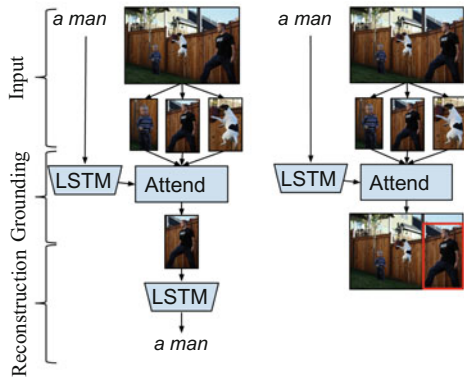 a man
a man
Input
LSTM
Attend
LSTM
Attend
Grounding
LSTM
Reconstruction
a man